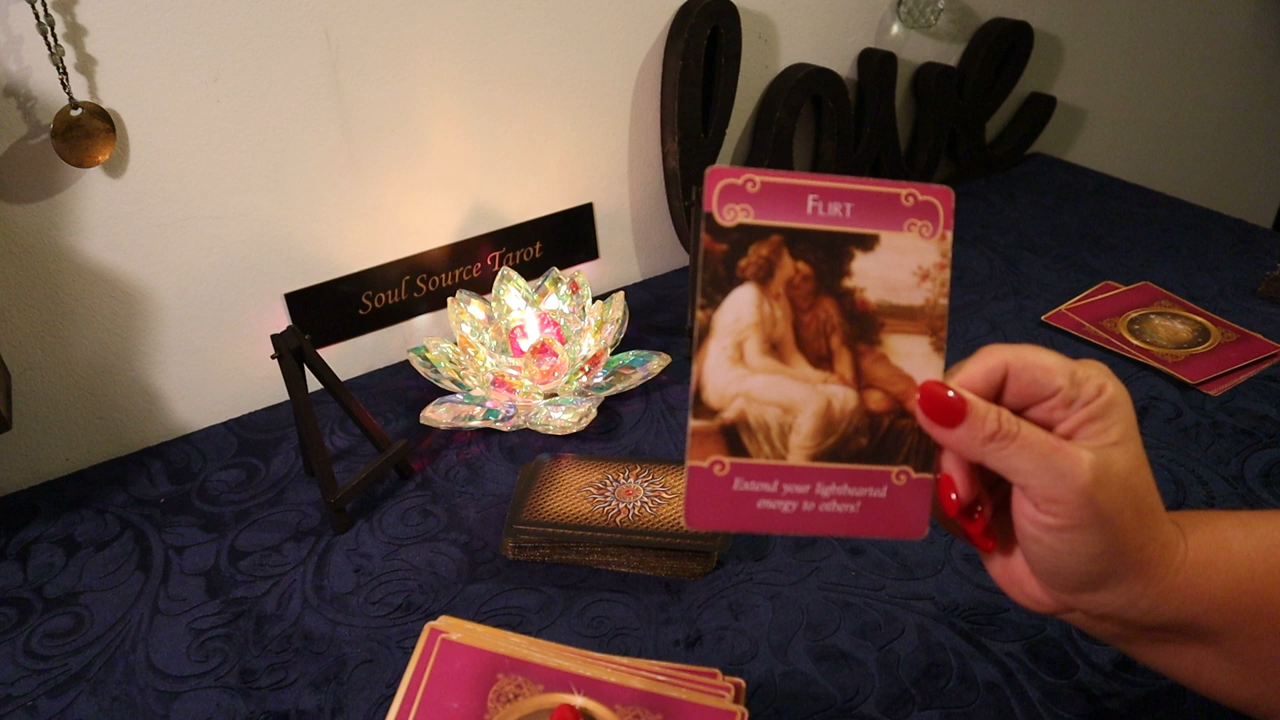 love
Soul Source Tarot
FLIRT
Extend your lighthearted
energy to others!